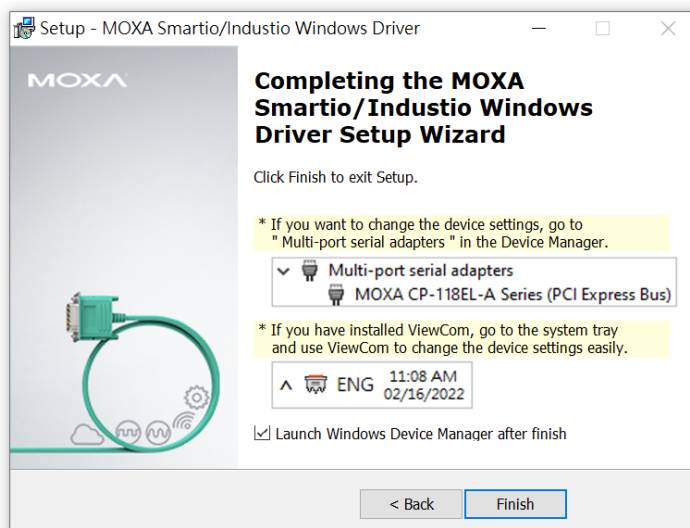 Setup - MOXA Smartio/Industio Windows Driver
MOXA
Completing the MOXA
Smartio/Industio Windows
Driver Setup Wizard
Click Finish to exit Setup.
* If you want to change the device settings, go to
" Multi-port serial adapters " in the Device Manager.
Multi-port serial adapters
MOXA CP-118EL-A Series (PCI Express Bus)
* If you have installed ViewCom, go to the system tray
and use ViewCom to change the device settings easily.
ENG 11:08 AM
02/16/2022
Launch Windows Device Manager after finish
< Back Finish